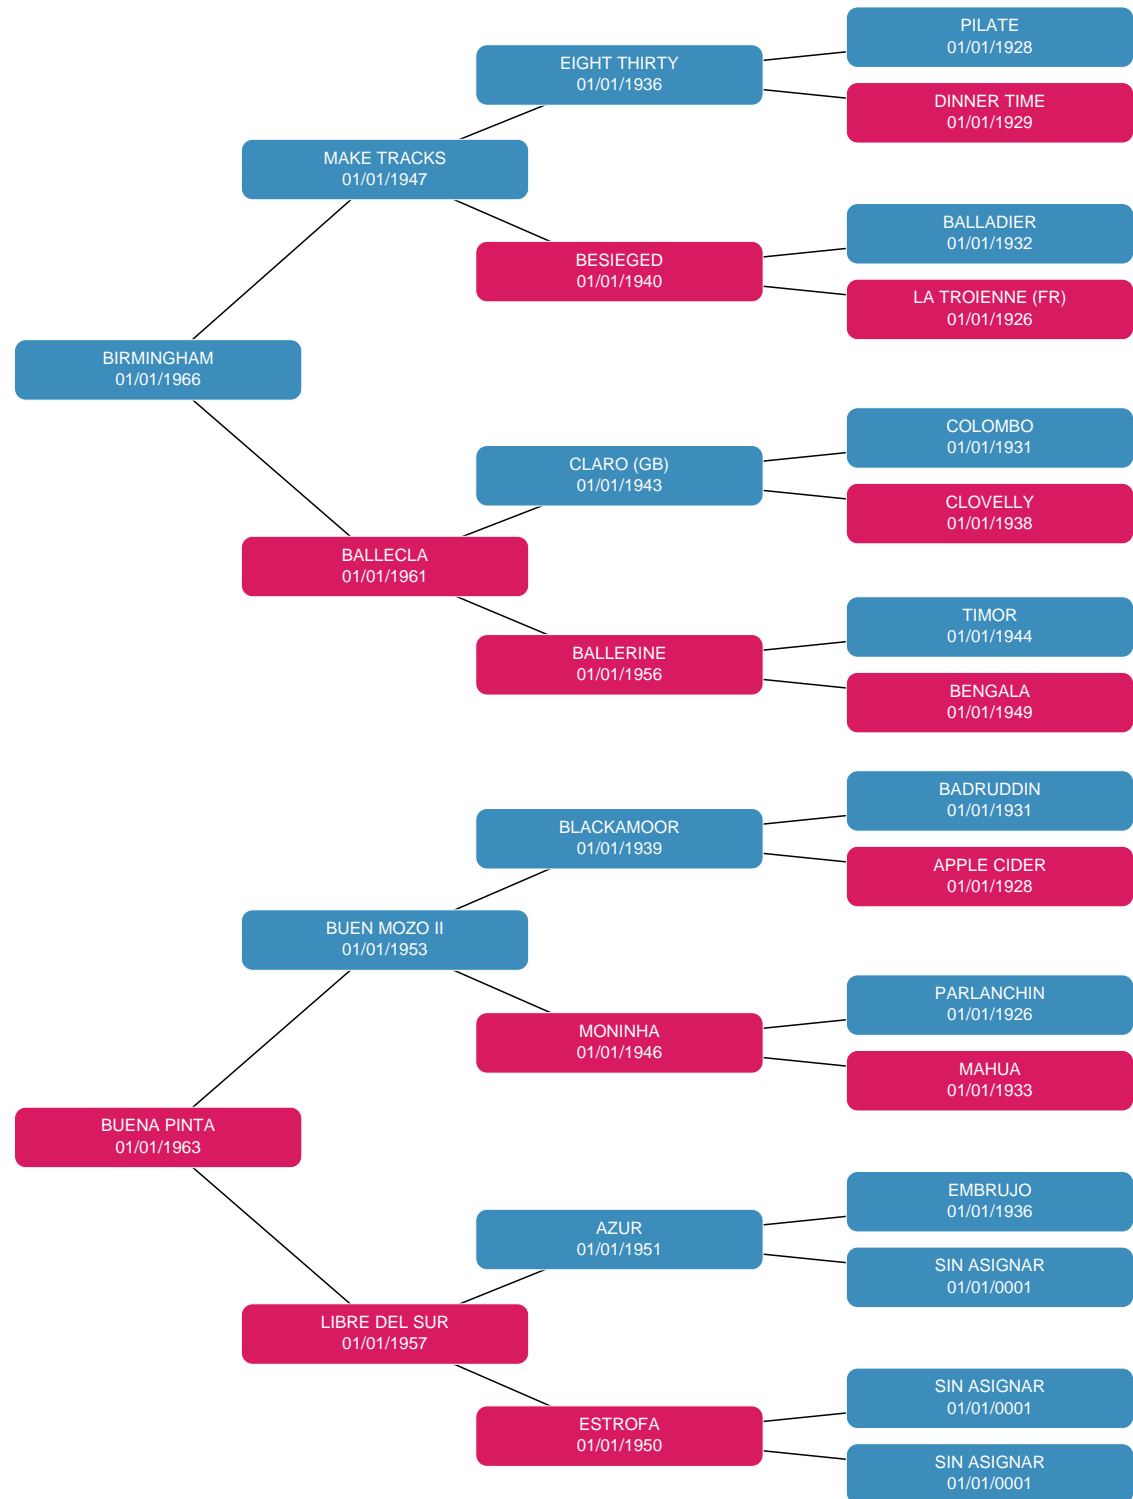 PILATE
01/01/1928
EIGHT THIRTY
01/01/1936
DINNER TIME
01/01/1929
MAKE TRACKS
01/01/1947
BALLADIER
01/01/1932
BESIEGED
01/01/1940
LA TROIENNE (FR)
01/01/1926
BIRMINGHAM
01/01/1966
COLOMBO
01/01/1931
CLARO (GB)
01/01/1943
CLOVELLY
01/01/1938
BALLECLA
01/01/1961
TIMOR
01/01/1944
BALLERINE
01/01/1956
BENGALA
01/01/1949
BADRUDDIN
01/01/1931
BLACKAMOOR
01/01/1939
APPLE CIDER
01/01/1928
BUEN MOZO II
01/01/1953
PARLANCHIN
01/01/1926
MONINHA
01/01/1946
MAHUA
01/01/1933
BUENA PINTA
01/01/1963
EMBRUJO
01/01/1936
AZUR
01/01/1951
SIN ASIGNAR
01/01/0001
LIBRE DEL SUR
01/01/1957
SIN ASIGNAR
01/01/0001
ESTROFA
01/01/1950
SIN ASIGNAR
01/01/0001